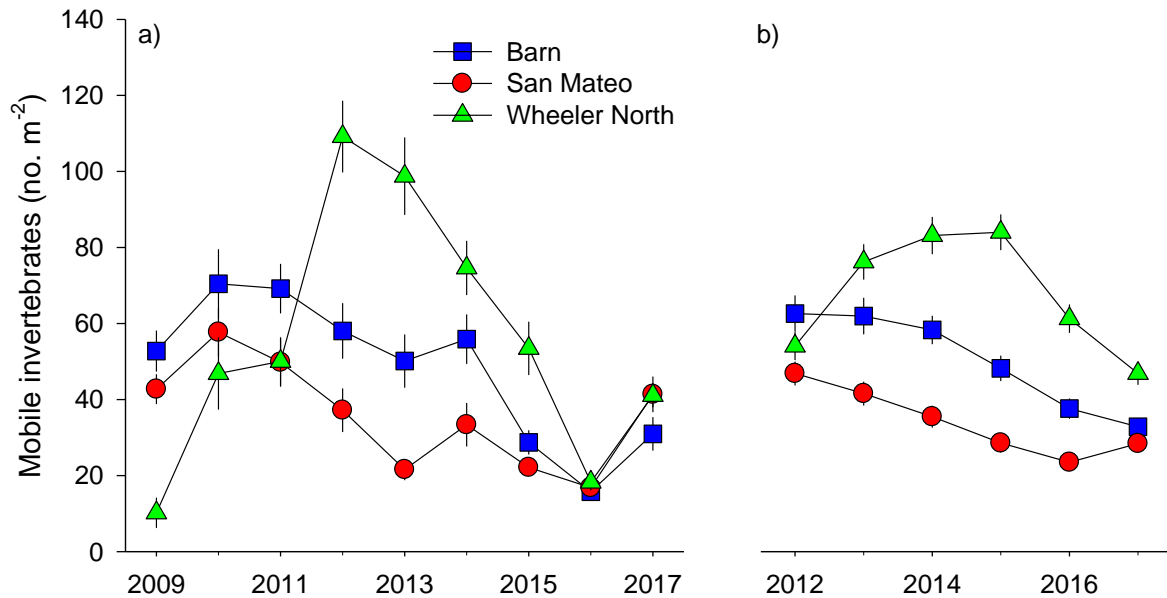 a)
b)
Barn
San Mateo
Wheeler North
Mobile invertebrates (no. m⁻²)
140
120
100
80
60
40
20
0
2009 2011 2013 2015 2017
2012 2014 2016